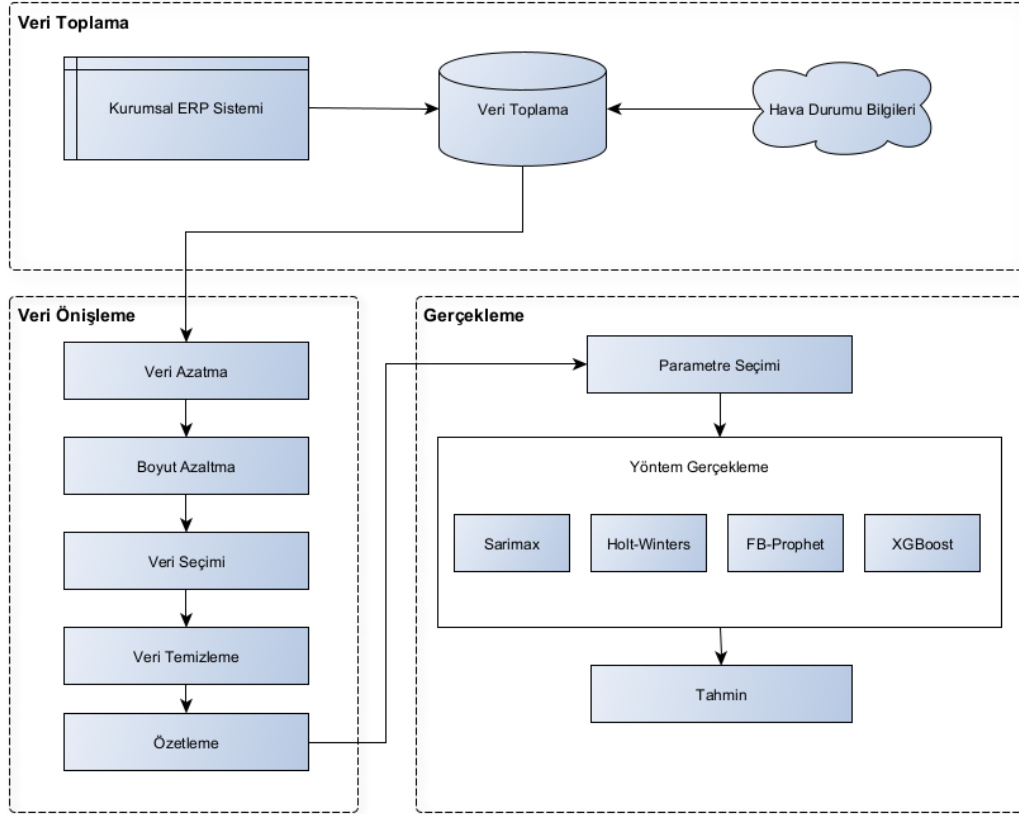 Veri Toplama
Kurumsal ERP Sistemi
Veri Toplama
Hava Durumu Bilgileri
Veri Önişleme
Veri Azatma
Boyut Azaltma
Veri Seçimi
Veri Temizleme
Özetleme
Gerçekleme
Parametre Seçimi
Yöntem Gerçekleme
Sarimax
Holt-Winters
FB-Prophet
XGBoost
Tahmin